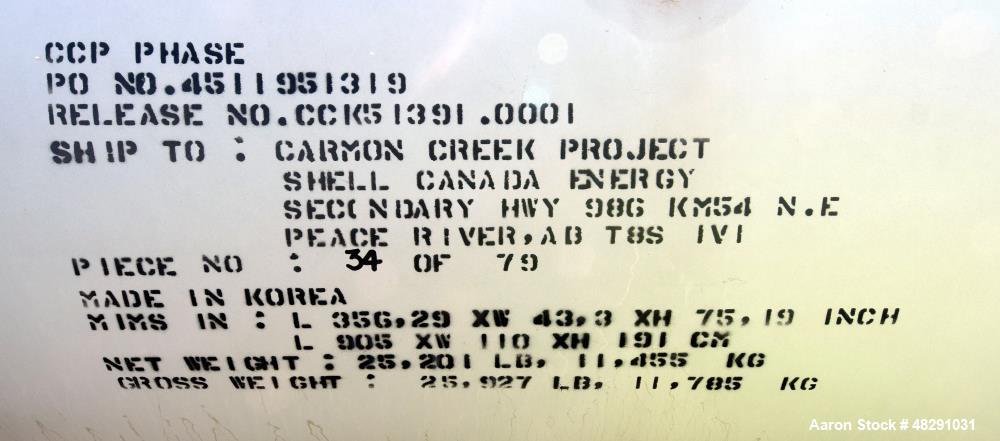 CCP PHASE
PO NO.4511951319
RELEASE NO.CCK51391.0001
SHIP TO : CARMON CREEK PROJECT
SHELL CANADA ENERGY
SECONDARY HWY 986 KM54 N.E
PEACE RIVER,AB T8S 1V1
PIECE NO : 34 OF 79
MADE IN KOREA
MIMS IN : L 356,29 XW 43,3 XH 75,19 INCH
L 905 XW 110 XH 191 CM
NET WEIGHT : 25,201 LB, 11,455 KG
GROSS WEIGHT : 25,927 LB, 11,785 KG
Aaron Stock # 48291031